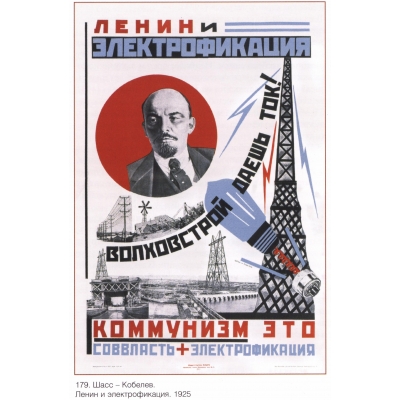 ЛЕНИН и
ЭЛЕКТРОФИКАЦИЯ
ВОЛХОВСТРОЙ ДАЕШЬ ТОК!
КОММУНИЗМ ЭТО
СОВВЛАСТЬ+ЭЛЕКТРОФИКАЦИЯ
179. Шасс – Кобелев.
Ленин и электрофикация. 1925